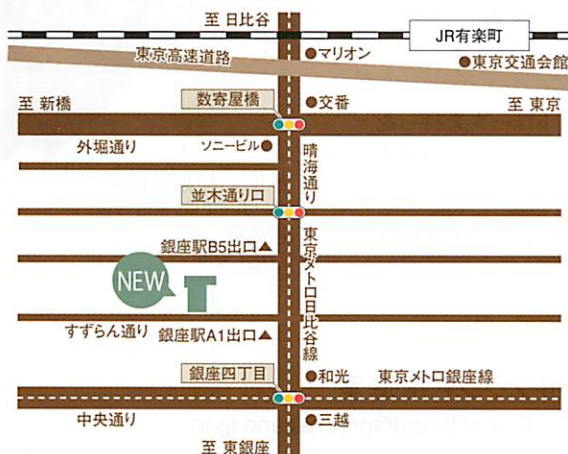 至 日比谷
JR有楽町
東京高速道路
マリオン
東京交通会館
数寄屋橋
交番
至 新橋
至 東京
外堀通り
ソニービル
晴海通り
並木通り口
銀座駅B5出口
東京メトロ日比谷線
NEW
すずらん通り
銀座駅A1出口
銀座四丁目
和光
東京メトロ銀座線
中央通り
三越
至 東銀座